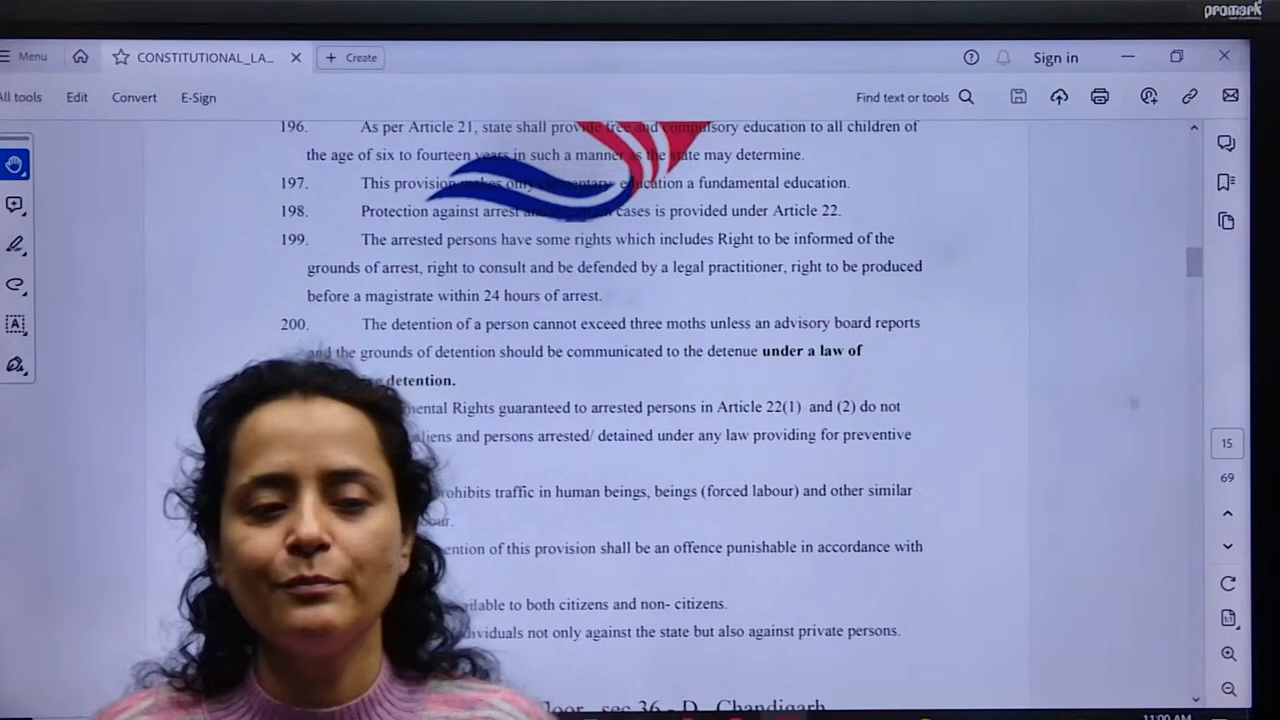 promark
Menu
CONSTITUTIONAL_LA...
Create
Sign in
All tools
Edit
Convert
E-Sign
Find text or tools
196. As per Article 21, state shall provide free and compulsory education to all children of
the age of six to fourteen years in such a manner as the state may determine.
197. This provision makes only elementary education a fundamental education.
198. Protection against arrest and cases is provided under Article 22.
199. The arrested persons have some rights which includes Right to be informed of the
grounds of arrest, right to consult and be defended by a legal practitioner, right to be produced
before a magistrate within 24 hours of arrest.
200. The detention of a person cannot exceed three moths unless an advisory board reports
and the grounds of detention should be communicated to the detenue under a law of
detention.
Rights guaranteed to arrested persons in Article 22(1) and (2) do not
and persons arrested/ detained under any law providing for preventive
traffic in human beings, beings (forced labour) and other similar
of this provision shall be an offence punishable in accordance with
to both citizens and non- citizens.
not only against the state but also against private persons.
sec 36 - D, Chandigarh
15
69
11:00 AM